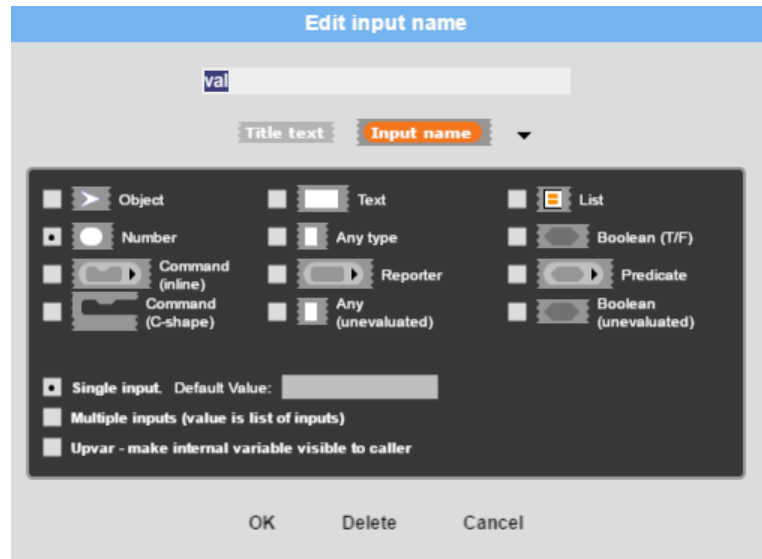 Edit input name
val
Title text Input name
Object Text List
Number Any type Boolean (T/F)
Command (inline) Reporter Predicate
Command (C-shape) Any (unevaluated) Boolean (unevaluated)
Single input. Default Value:
Multiple inputs (value is list of inputs)
Upvar - make internal variable visible to caller
OK Delete Cancel